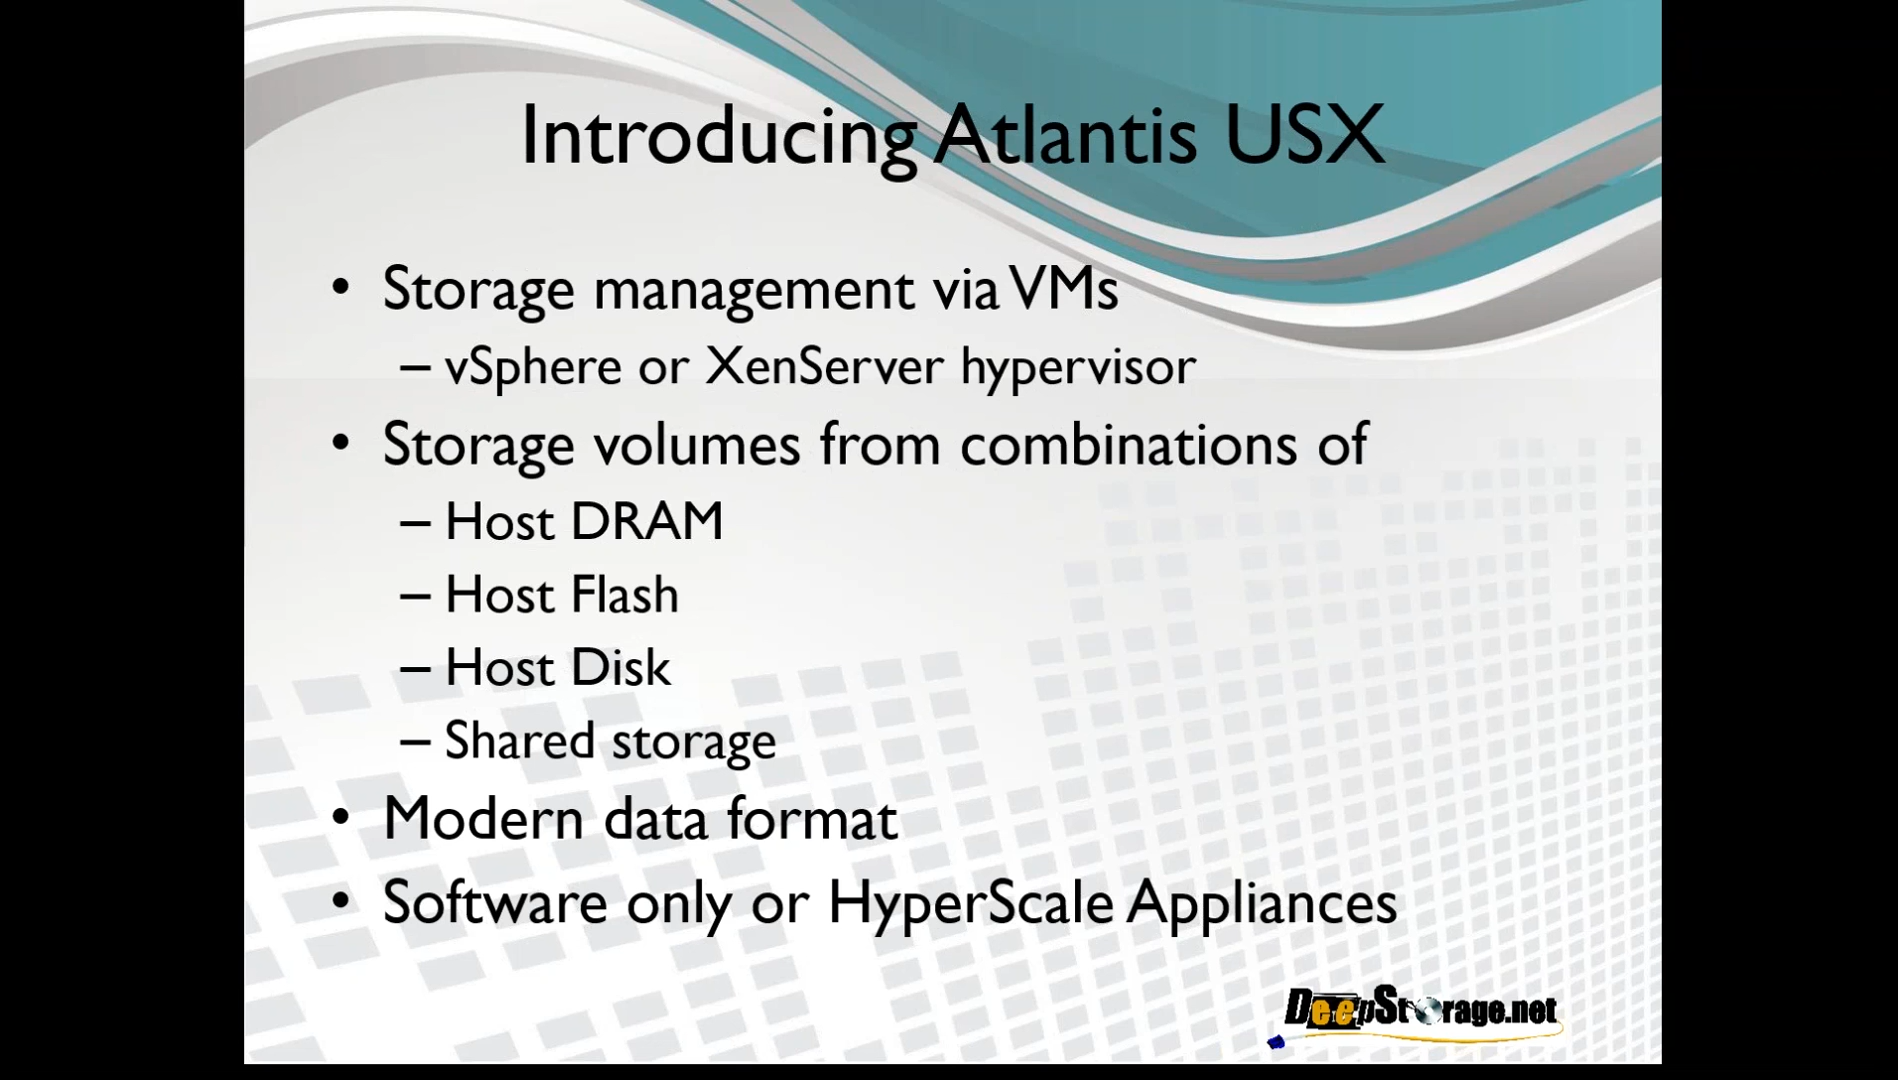 Introducing Atlantis USX
• Storage management via VMs
– vSphere or XenServer hypervisor
• Storage volumes from combinations of
– Host DRAM
– Host Flash
– Host Disk
– Shared storage
• Modern data format
• Software only or HyperScale Appliances
DeepStorage.net